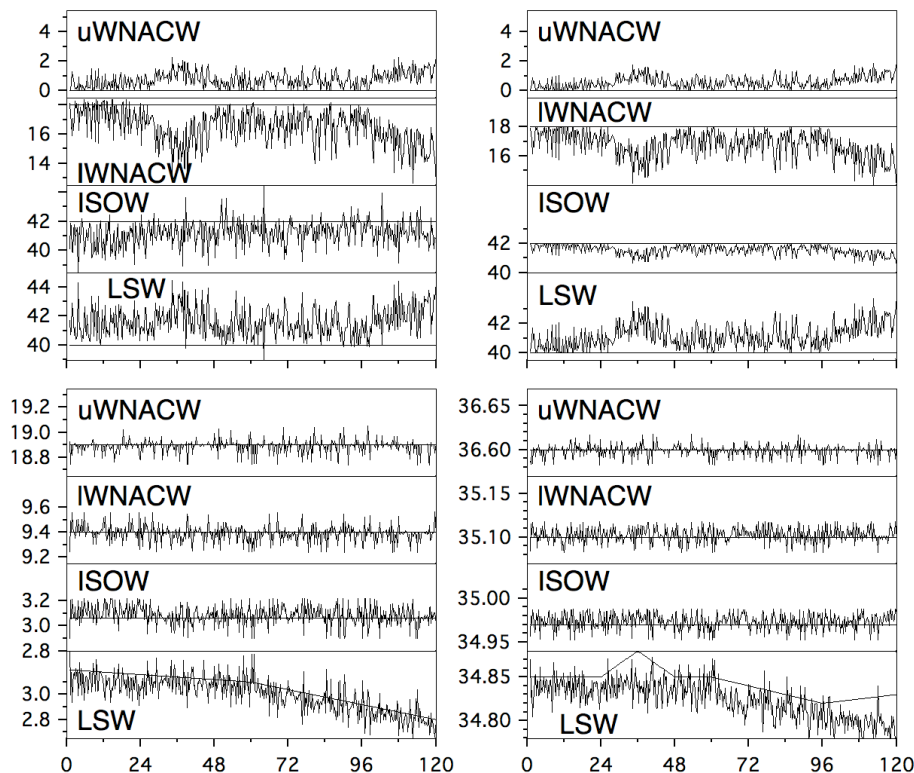 4
2
0
uWNACW
16
14
lWNACW
ISOW
42
40
LSW
44
42
40
4
2
0
uWNACW
lWNACW
18
16
ISOW
42
40
LSW
42
40
19.2
19.0
18.8
uWNACW
lWNACW
9.6
9.4
9.2
ISOW
3.2
3.0
2.8
3.0
2.8
LSW
0 24 48 72 96 120
36.65
36.60
uWNACW
lWNACW
35.15
35.10
ISOW
35.00
34.95
34.85
34.80
LSW
0 24 48 72 96 120